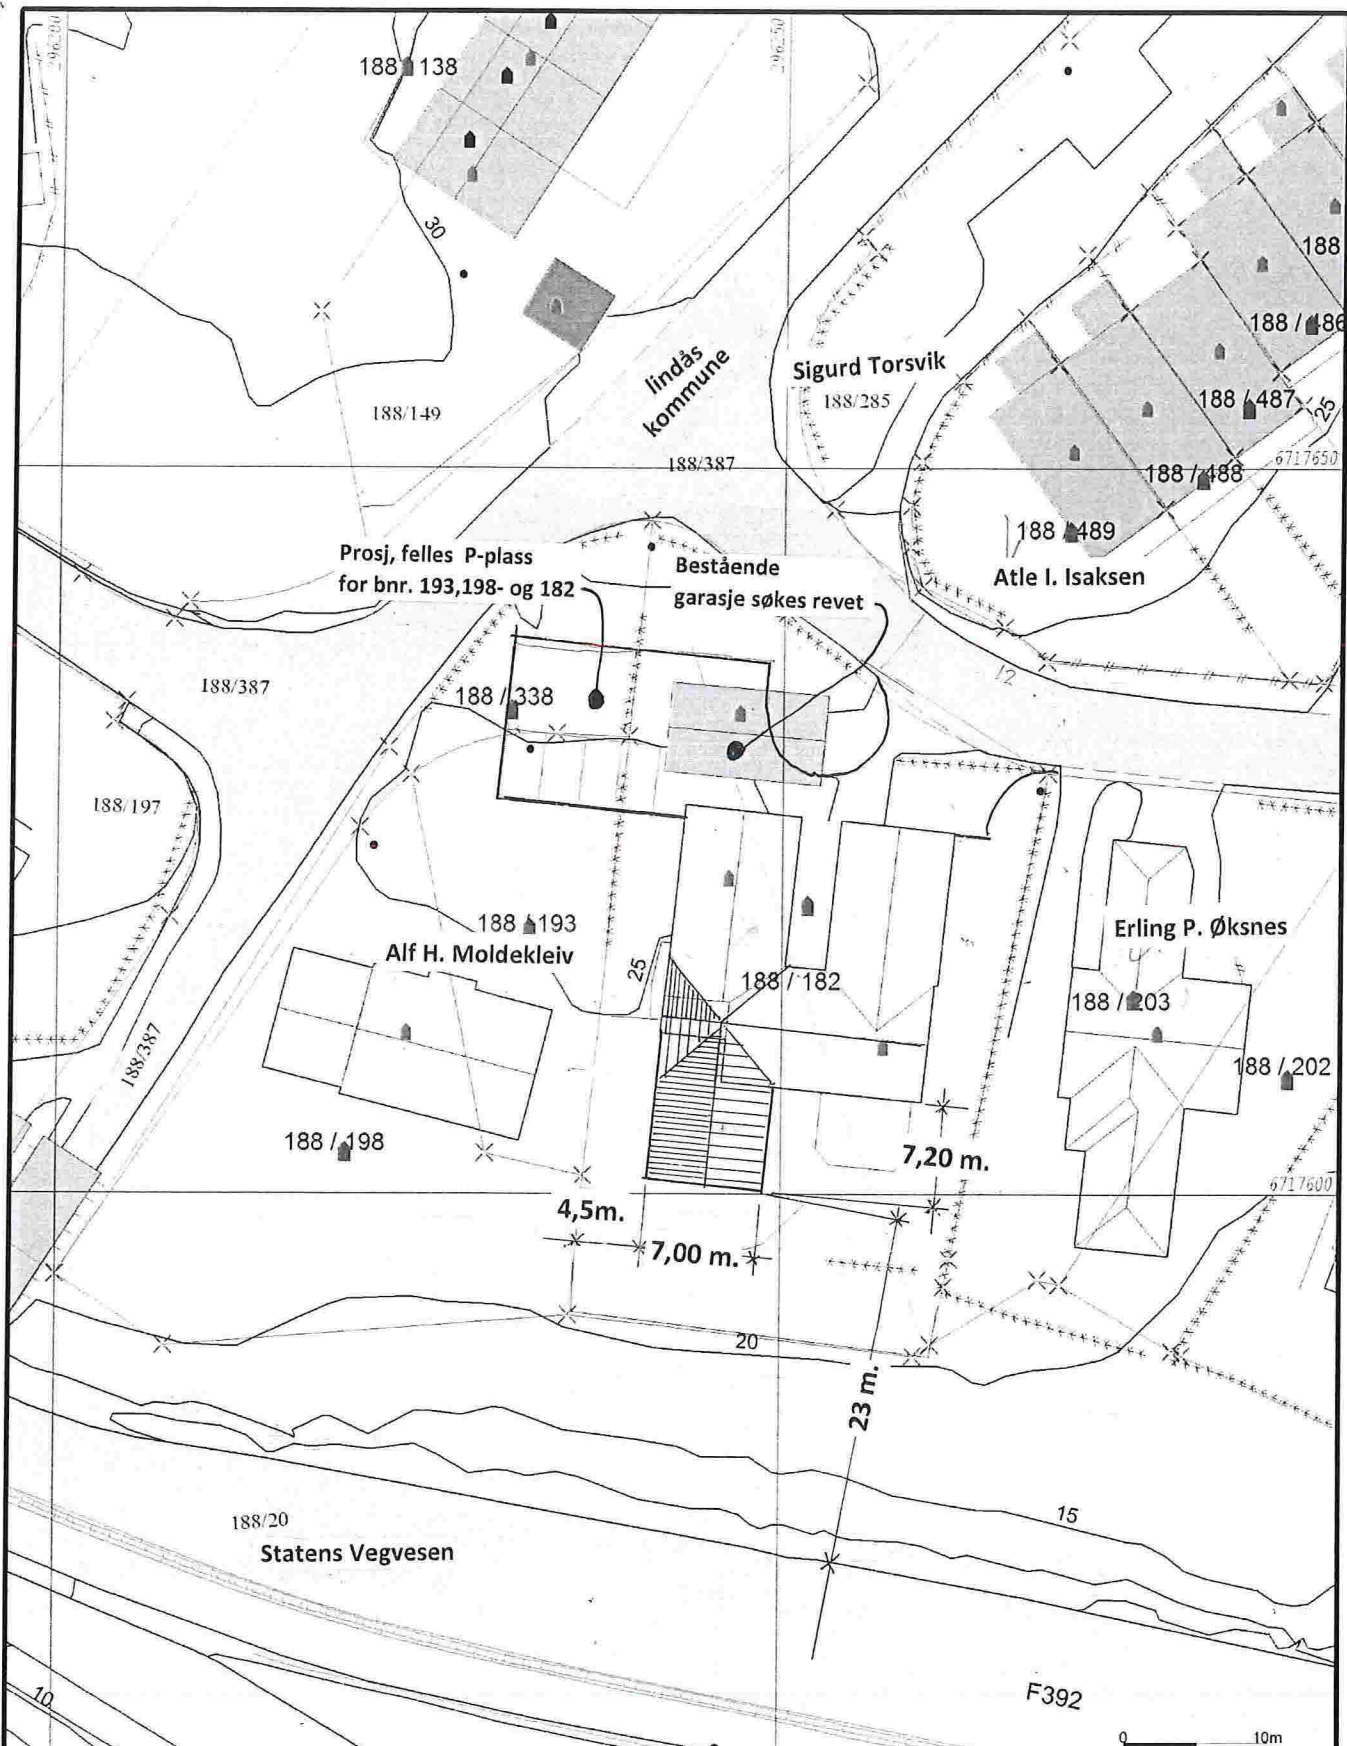 296200
296250
188 / 138
30
188
188 / 486
lindås
kommune
Sigurd Torsvik
188/285
188/149
188 / 487
25
188/387
6717650
188 / 488
188 / 489
Prosj, felles P-plass
for bnr. 193,198- og 182
Bestående
garasje søkes revet
Atle I. Isaksen
12
188/387
188 / 338
188/197
188 / 193
Alf H. Moldekleiv
25
188 / 182
Erling P. Øksnes
188 / 203
188/387
188 / 202
188 / 198
7,20 m.
6717600
4,5m.
7,00 m.
20
23 m.
15
188/20
Statens Vegvesen
F392
10
0 10m